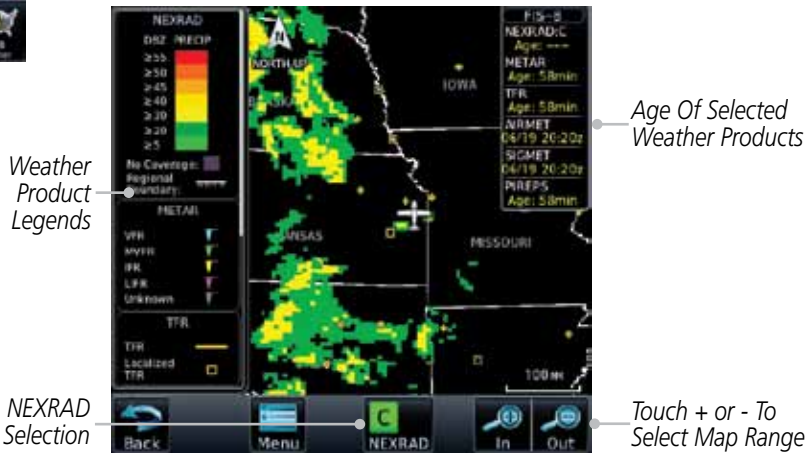 NEXRAD
DBZ PRECIP
≥55
≥50
≥45
≥40
≥30
≥20
≥5
No Coverage:
Regional
Boundary:
METAR
VFR
MVFR
IFR
LIFR
Unknown
TFR
TFR
Localized
TFR
N
NORTH UP
IOWA
KANSAS
MISSOURI
100NM
FIS-B
NEXRAD:C
Age: ---
METAR
Age: 58min
TFR
Age: 58min
AIRMET
06/19 20:20z
SIGMET
06/19 20:20z
PIREPS
Age: 58min
Back
Menu
C
NEXRAD
In
Out
Weather
Product
Legends
NEXRAD
Selection
Age Of Selected
Weather Products
Touch + or - To
Select Map Range